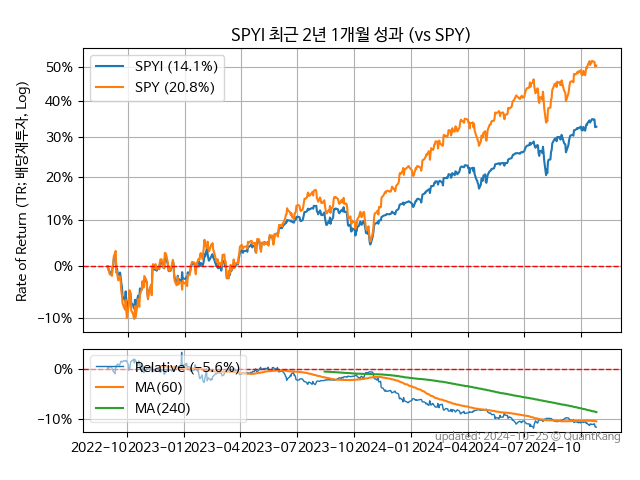 SPYI 최근 2년 1개월 성과 (vs SPY)
Rate of Return (TR: 배당재투자, Log)
SPYI (14.1%)
SPY (20.8%)
50%
40%
30%
20%
10%
0%
−10%
Relative (−5.6%)
MA(60)
MA(240)
0%
−10%
updated: 2024-10-25 © QuantKang
2022−10 2023−01 2023−04 2023−07 2023−10 2024−01 2024−04 2024−07 2024−10